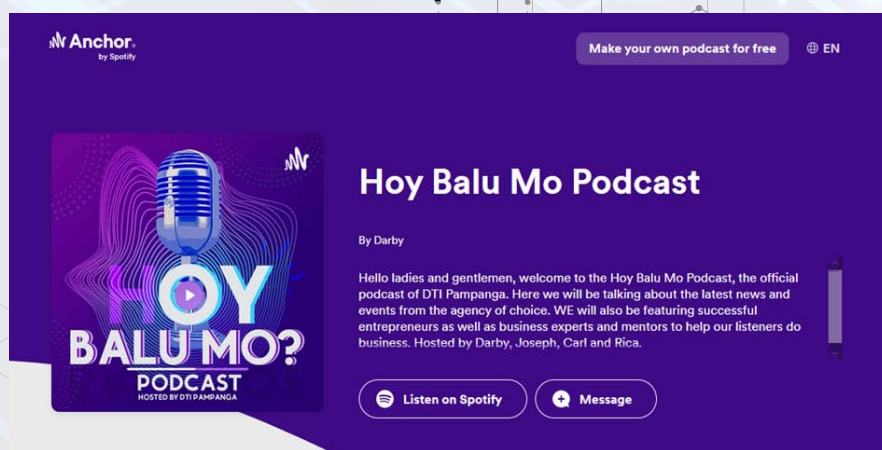 Anchor
by Spotify
Make your own podcast for free
EN
Hoy Balu Mo Podcast
By Darby
Hello ladies and gentlemen, welcome to the Hoy Balu Mo Podcast, the official
podcast of DTI Pampanga. Here we will be talking about the latest news and
events from the agency of choice. WE will also be featuring successful
entrepreneurs as well as business experts and mentors to help our listeners do
business. Hosted by Darby, Joseph, Carl and Rica.
Listen on Spotify
Message
HOY
BALU MO?
PODCAST
HOSTED BY DTI PAMPANGA